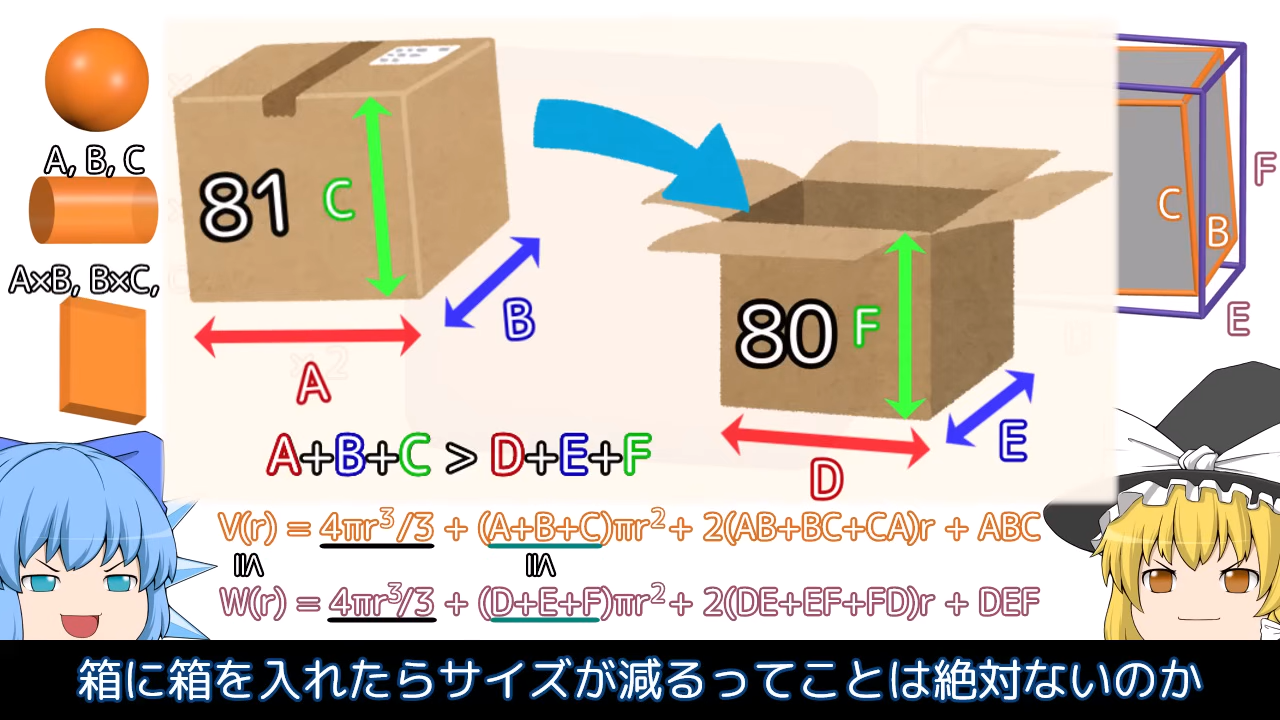 A, B, C
AxB, BxC,
81
C
B
A
80
F
E
D
A+B+C > D+E+F
C
B
F
E
V(r) = 4πr³/3 + (A+B+C)πr²+ 2(AB+BC+CA)r + ABC
≦ ≦
W(r) = 4πr³/3 + (D+E+F)πr²+ 2(DE+EF+FD)r + DEF
箱に箱を入れたらサイズが減るってことは絶対ないのか